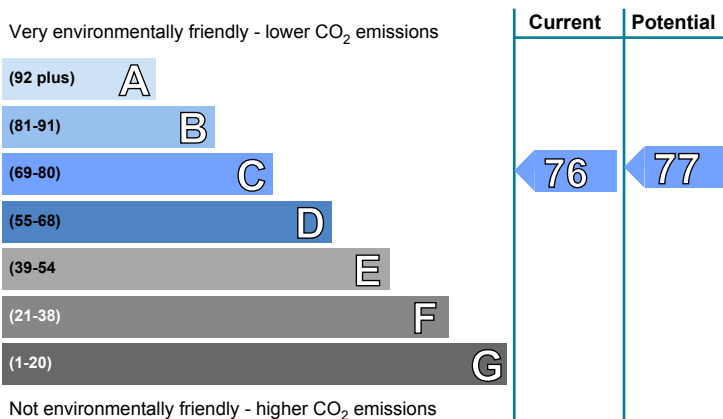 Very environmentally friendly - lower CO2 emissions
Current
Potential
(92 plus) A
(81-91) B
(69-80) C
76
77
(55-68) D
(39-54 E
(21-38) F
(1-20) G
Not environmentally friendly - higher CO2 emissions